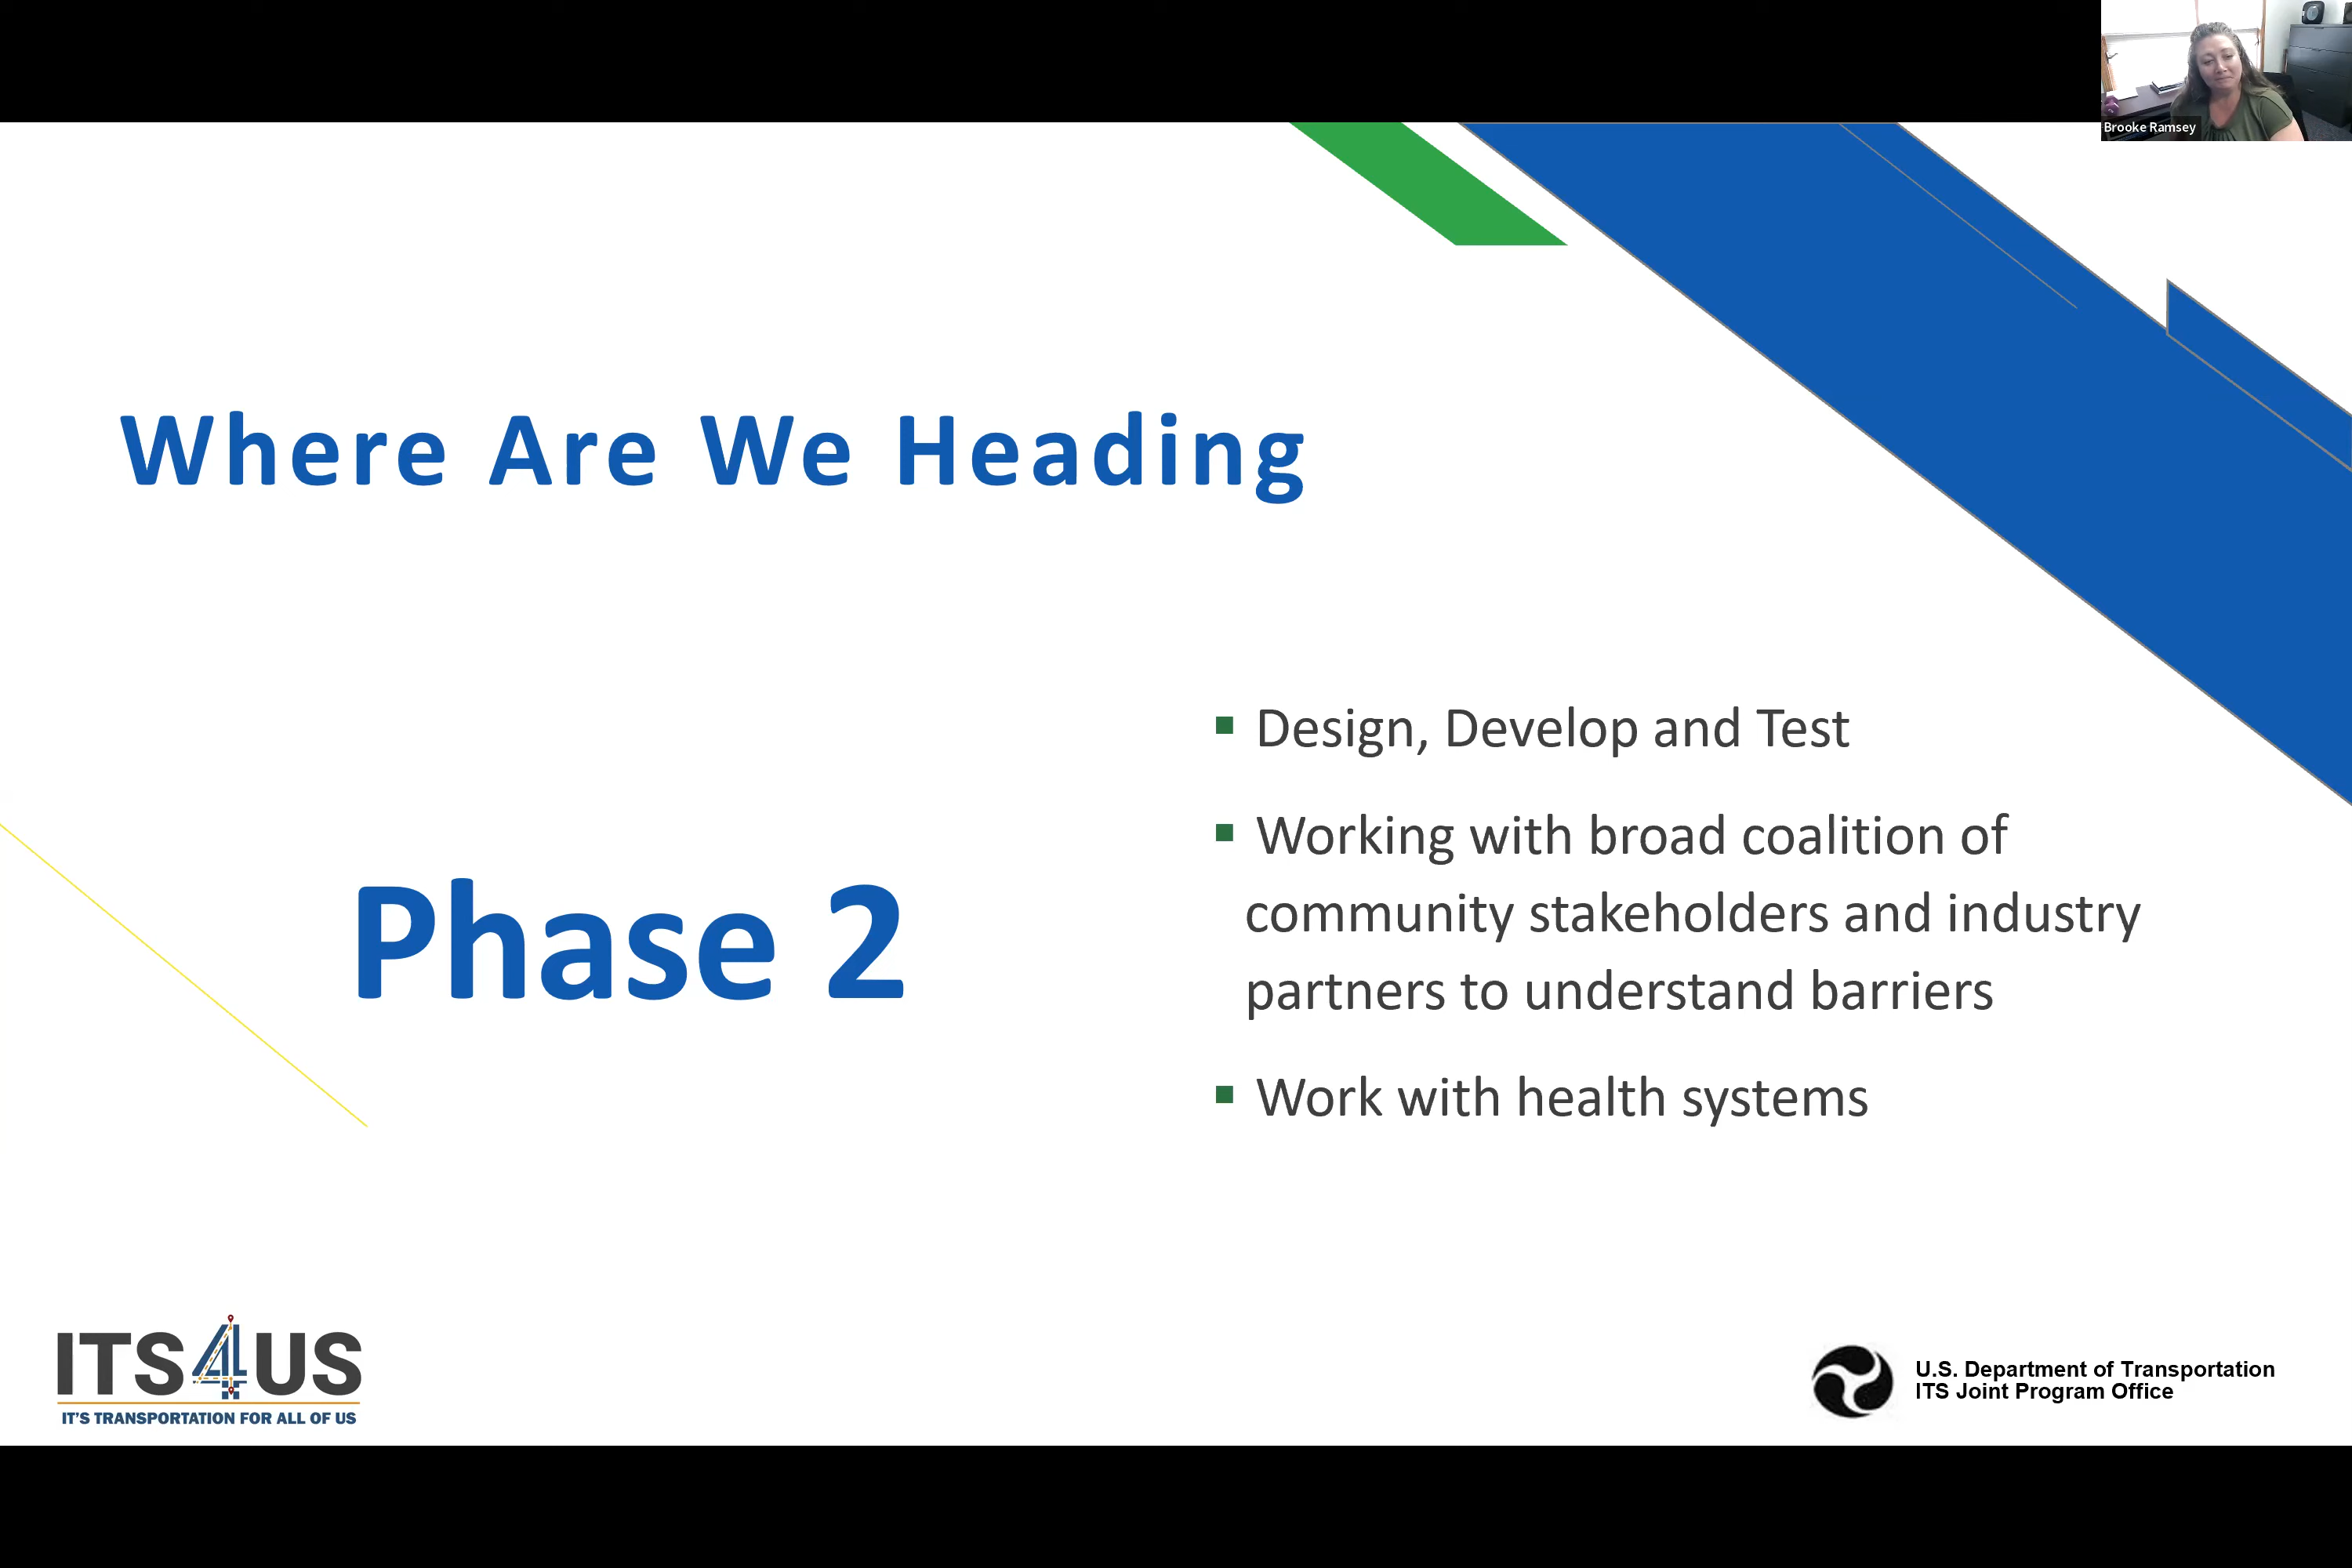 Brooke Ramsey
Where Are We Heading
Phase 2
Design, Develop and Test
Working with broad coalition of
community stakeholders and industry
partners to understand barriers
Work with health systems
ITS4US
IT'S TRANSPORTATION FOR ALL OF US
U.S. Department of Transportation
ITS Joint Program Office